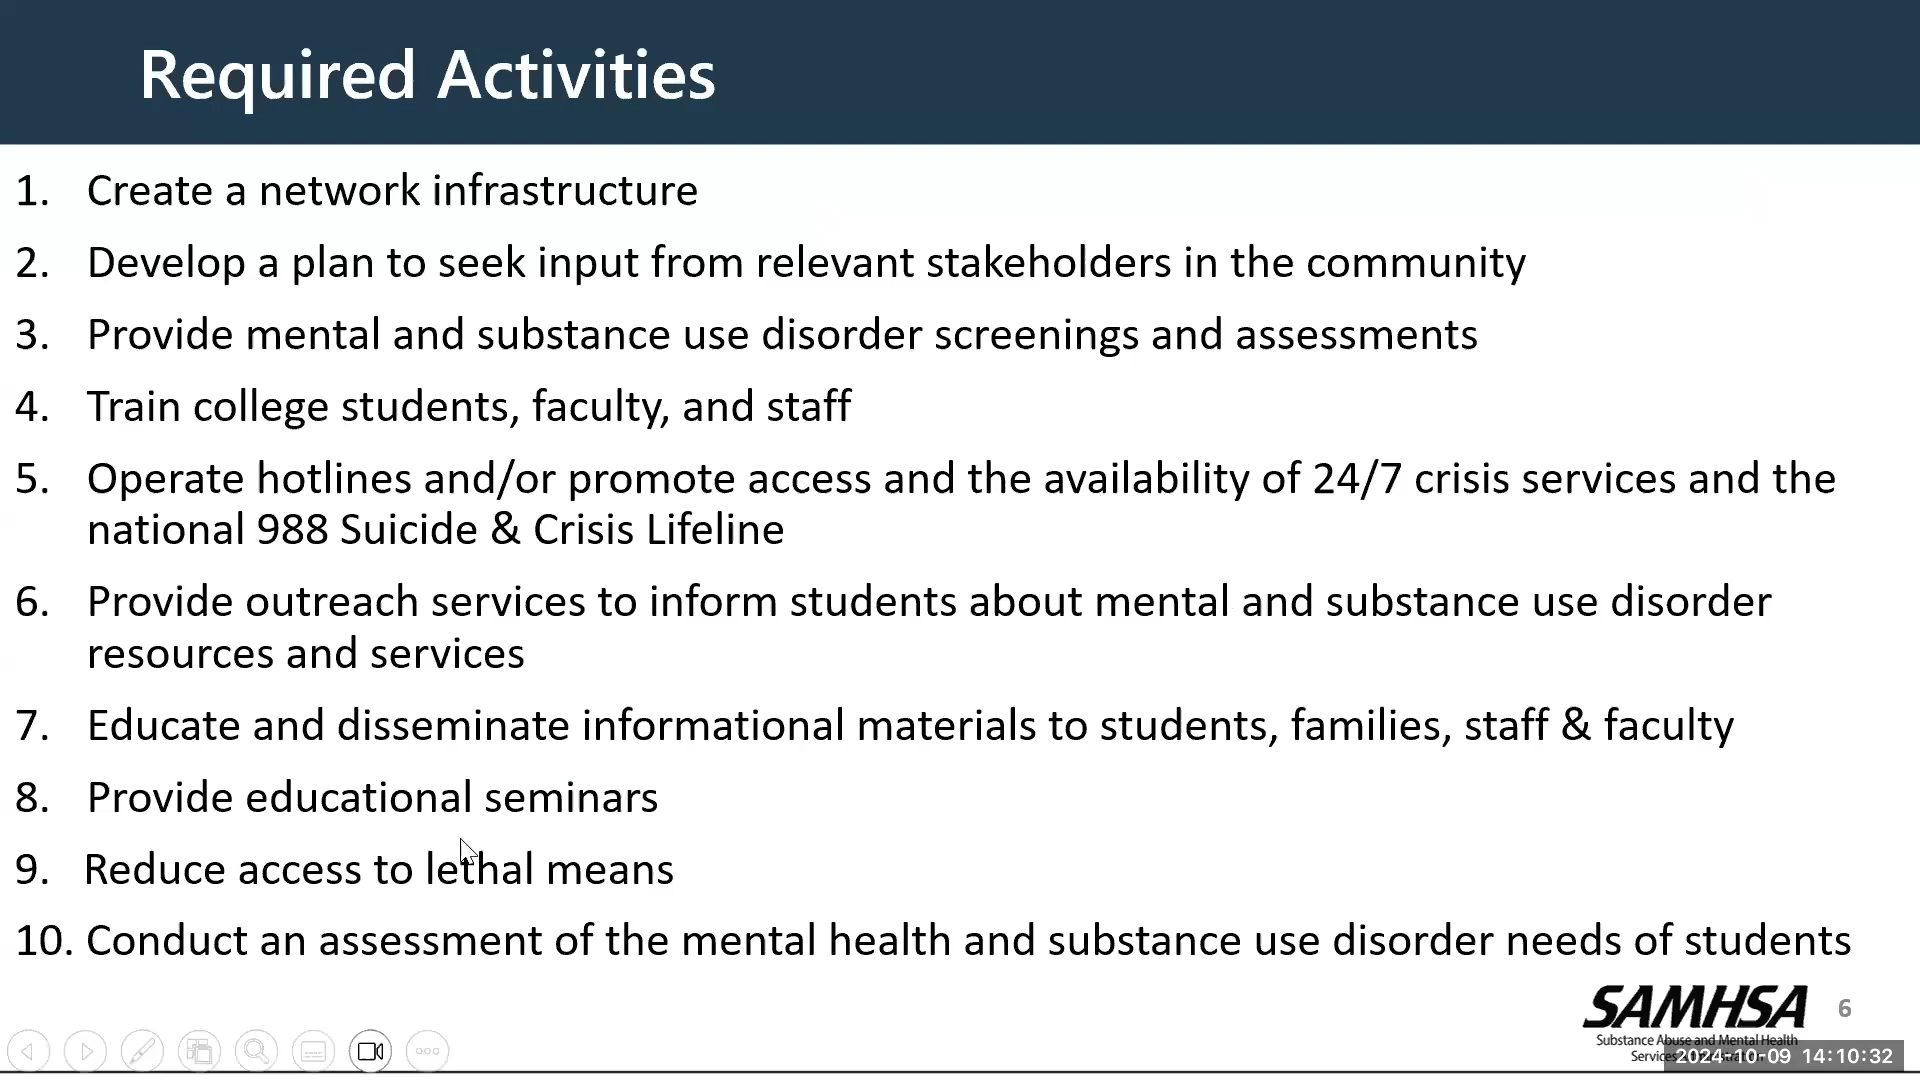 Required Activities
1. Create a network infrastructure
2. Develop a plan to seek input from relevant stakeholders in the community
3. Provide mental and substance use disorder screenings and assessments
4. Train college students, faculty, and staff
5. Operate hotlines and/or promote access and the availability of 24/7 crisis services and the
national 988 Suicide & Crisis Lifeline
6. Provide outreach services to inform students about mental and substance use disorder
resources and services
7. Educate and disseminate informational materials to students, families, staff & faculty
8. Provide educational seminars
9. Reduce access to lethal means
10. Conduct an assessment of the mental health and substance use disorder needs of students
SAMHSA
6
Substance Abuse and Mental Health
2024-10-09 14:10:32